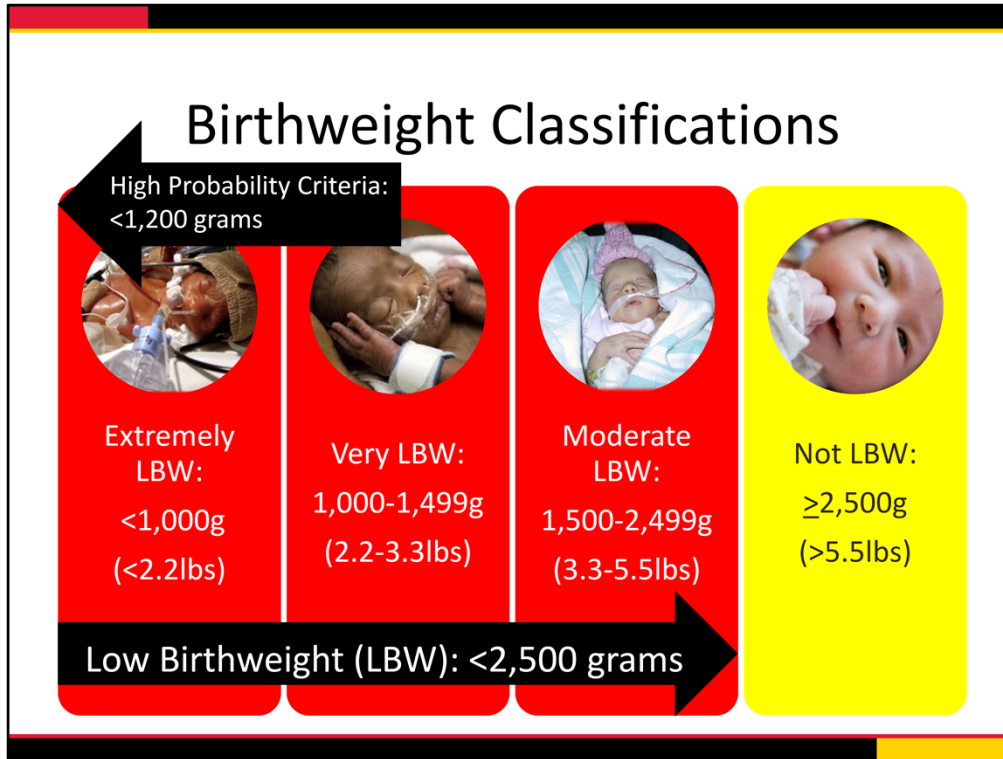 Birthweight Classifications
High Probability Criteria:
<1,200 grams
Extremely
LBW:
<1,000g
(<2.2lbs)
Very LBW:
1,000-1,499g
(2.2-3.3lbs)
Moderate
LBW:
1,500-2,499g
(3.3-5.5lbs)
Not LBW:
≥2,500g
(>5.5lbs)
Low Birthweight (LBW): <2,500 grams